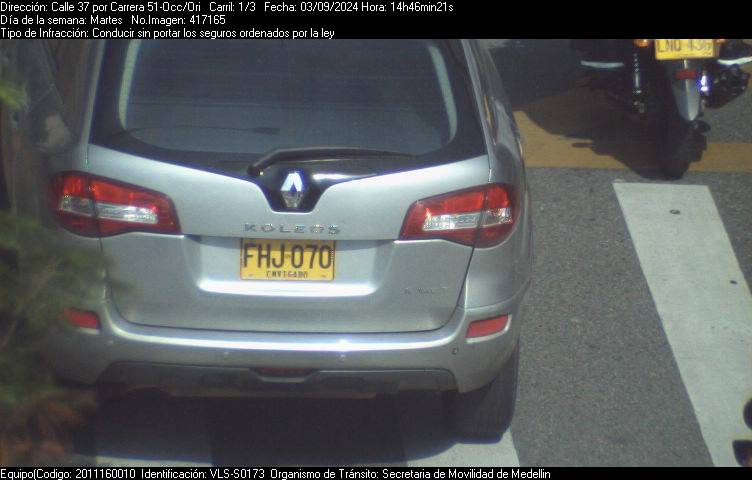 Dirección: Calle 37 por Carrera 51-Occ/Ori Carril: 1/3 Fecha: 03/09/2024 Hora: 14h46min21s
Día de la semana: Martes No.Imagen: 417165
Tipo de Infracción: Conducir sin portar los seguros ordenados por la ley
KOLEOS
FHJ·070
ENVIGADO
Equipo(Codigo: 2011160010 Identificación: VLS-S0173 Organismo de Tránsito: Secretaria de Movilidad de Medellin